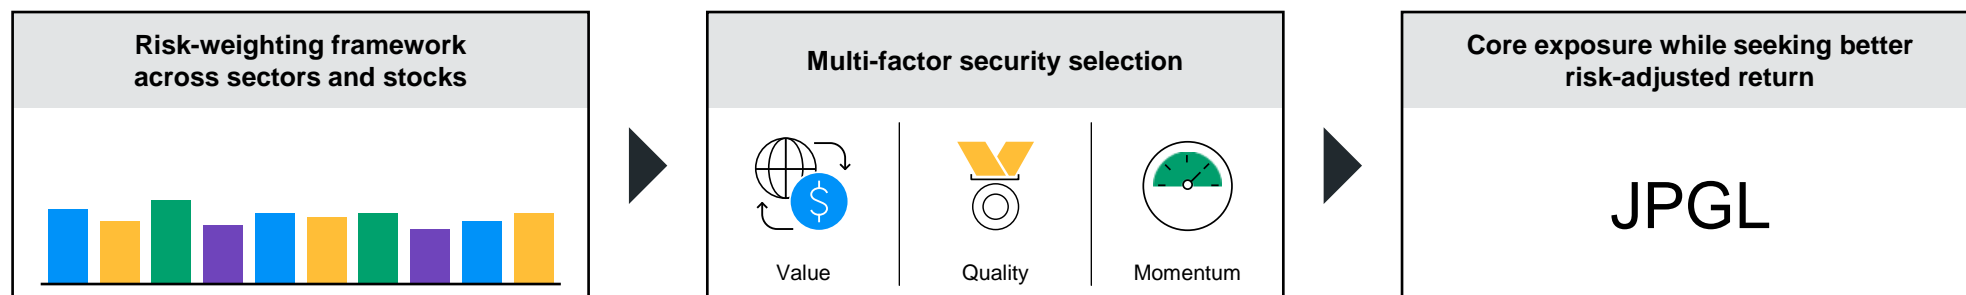 Risk-weighting framework
across sectors and stocks
Multi-factor security selection
$
Value
Quality
Momentum
Core exposure while seeking better
risk-adjusted return
JPGL